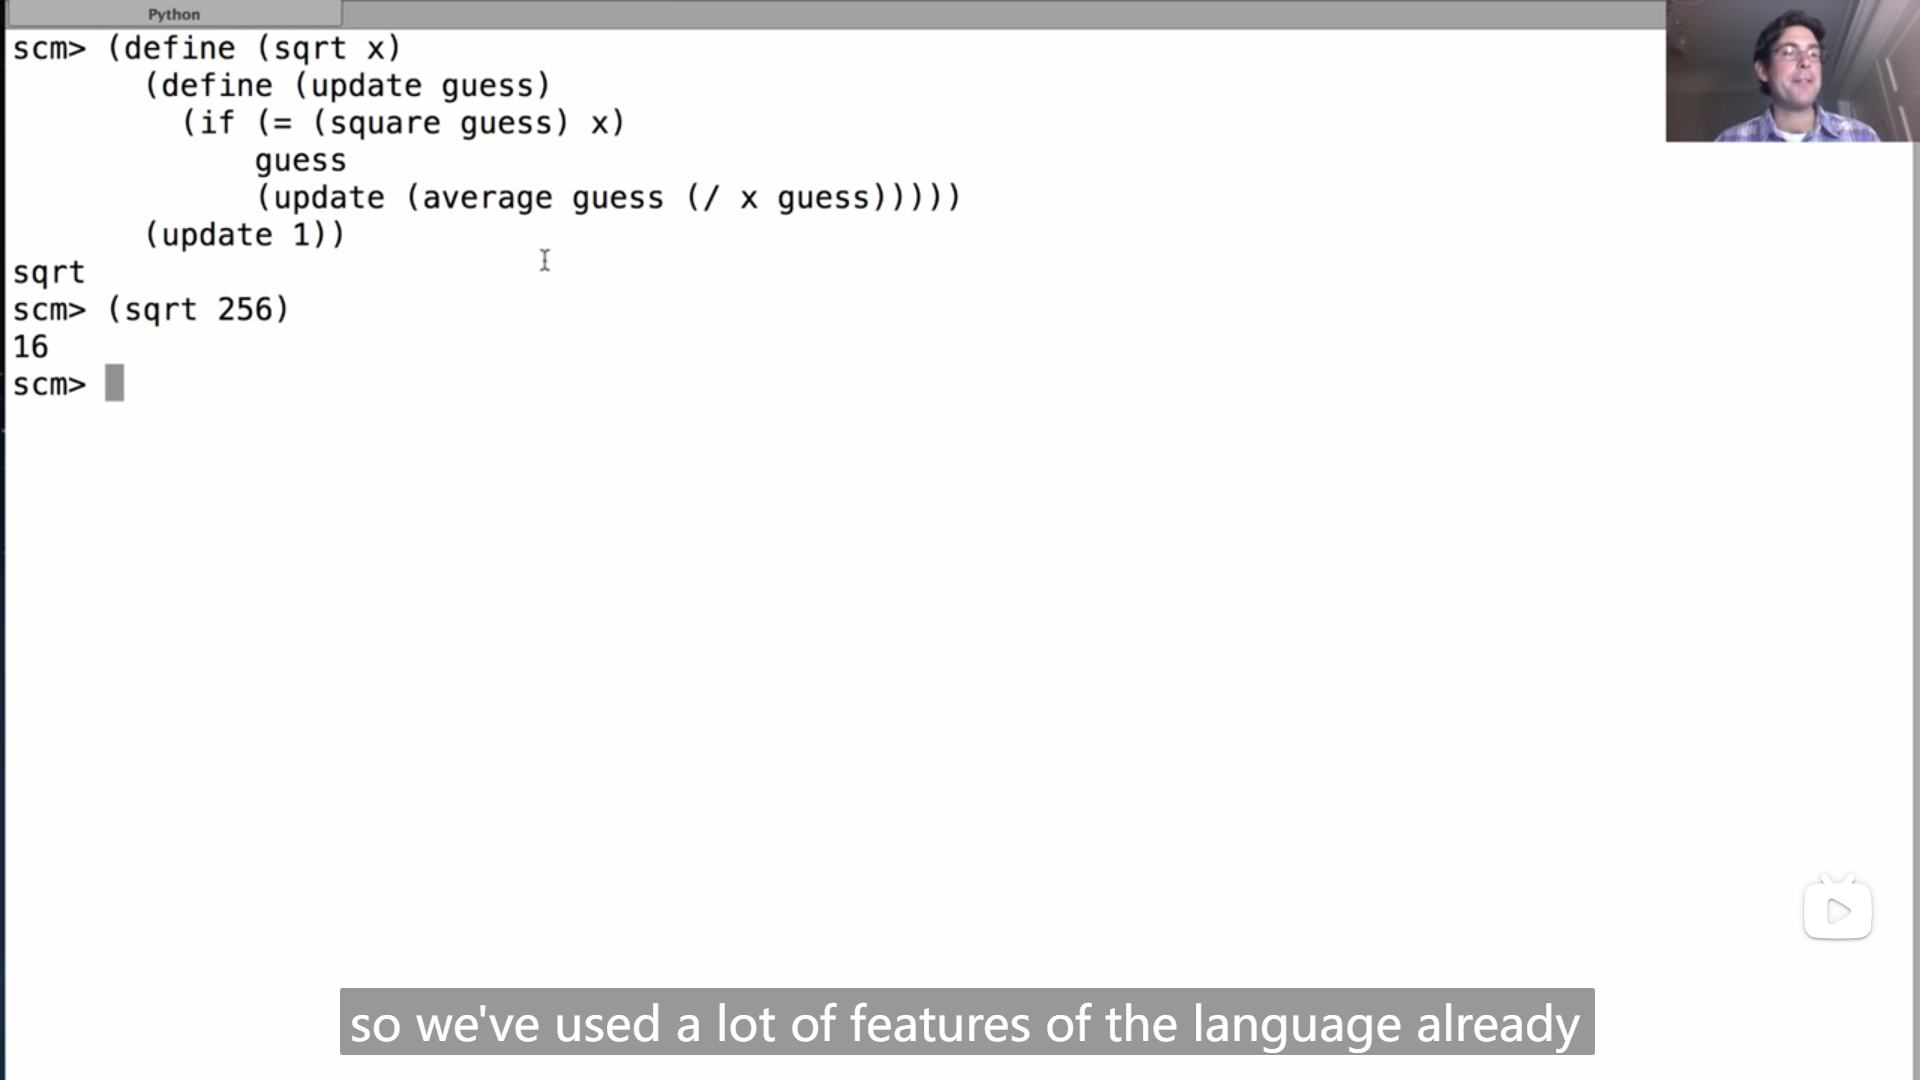 Python
scm> (define (sqrt x)
(define (update guess)
(if (= (square guess) x)
guess
(update (average guess (/ x guess)))))
(update 1))
sqrt
scm> (sqrt 256)
16
scm>
so we've used a lot of features of the language already